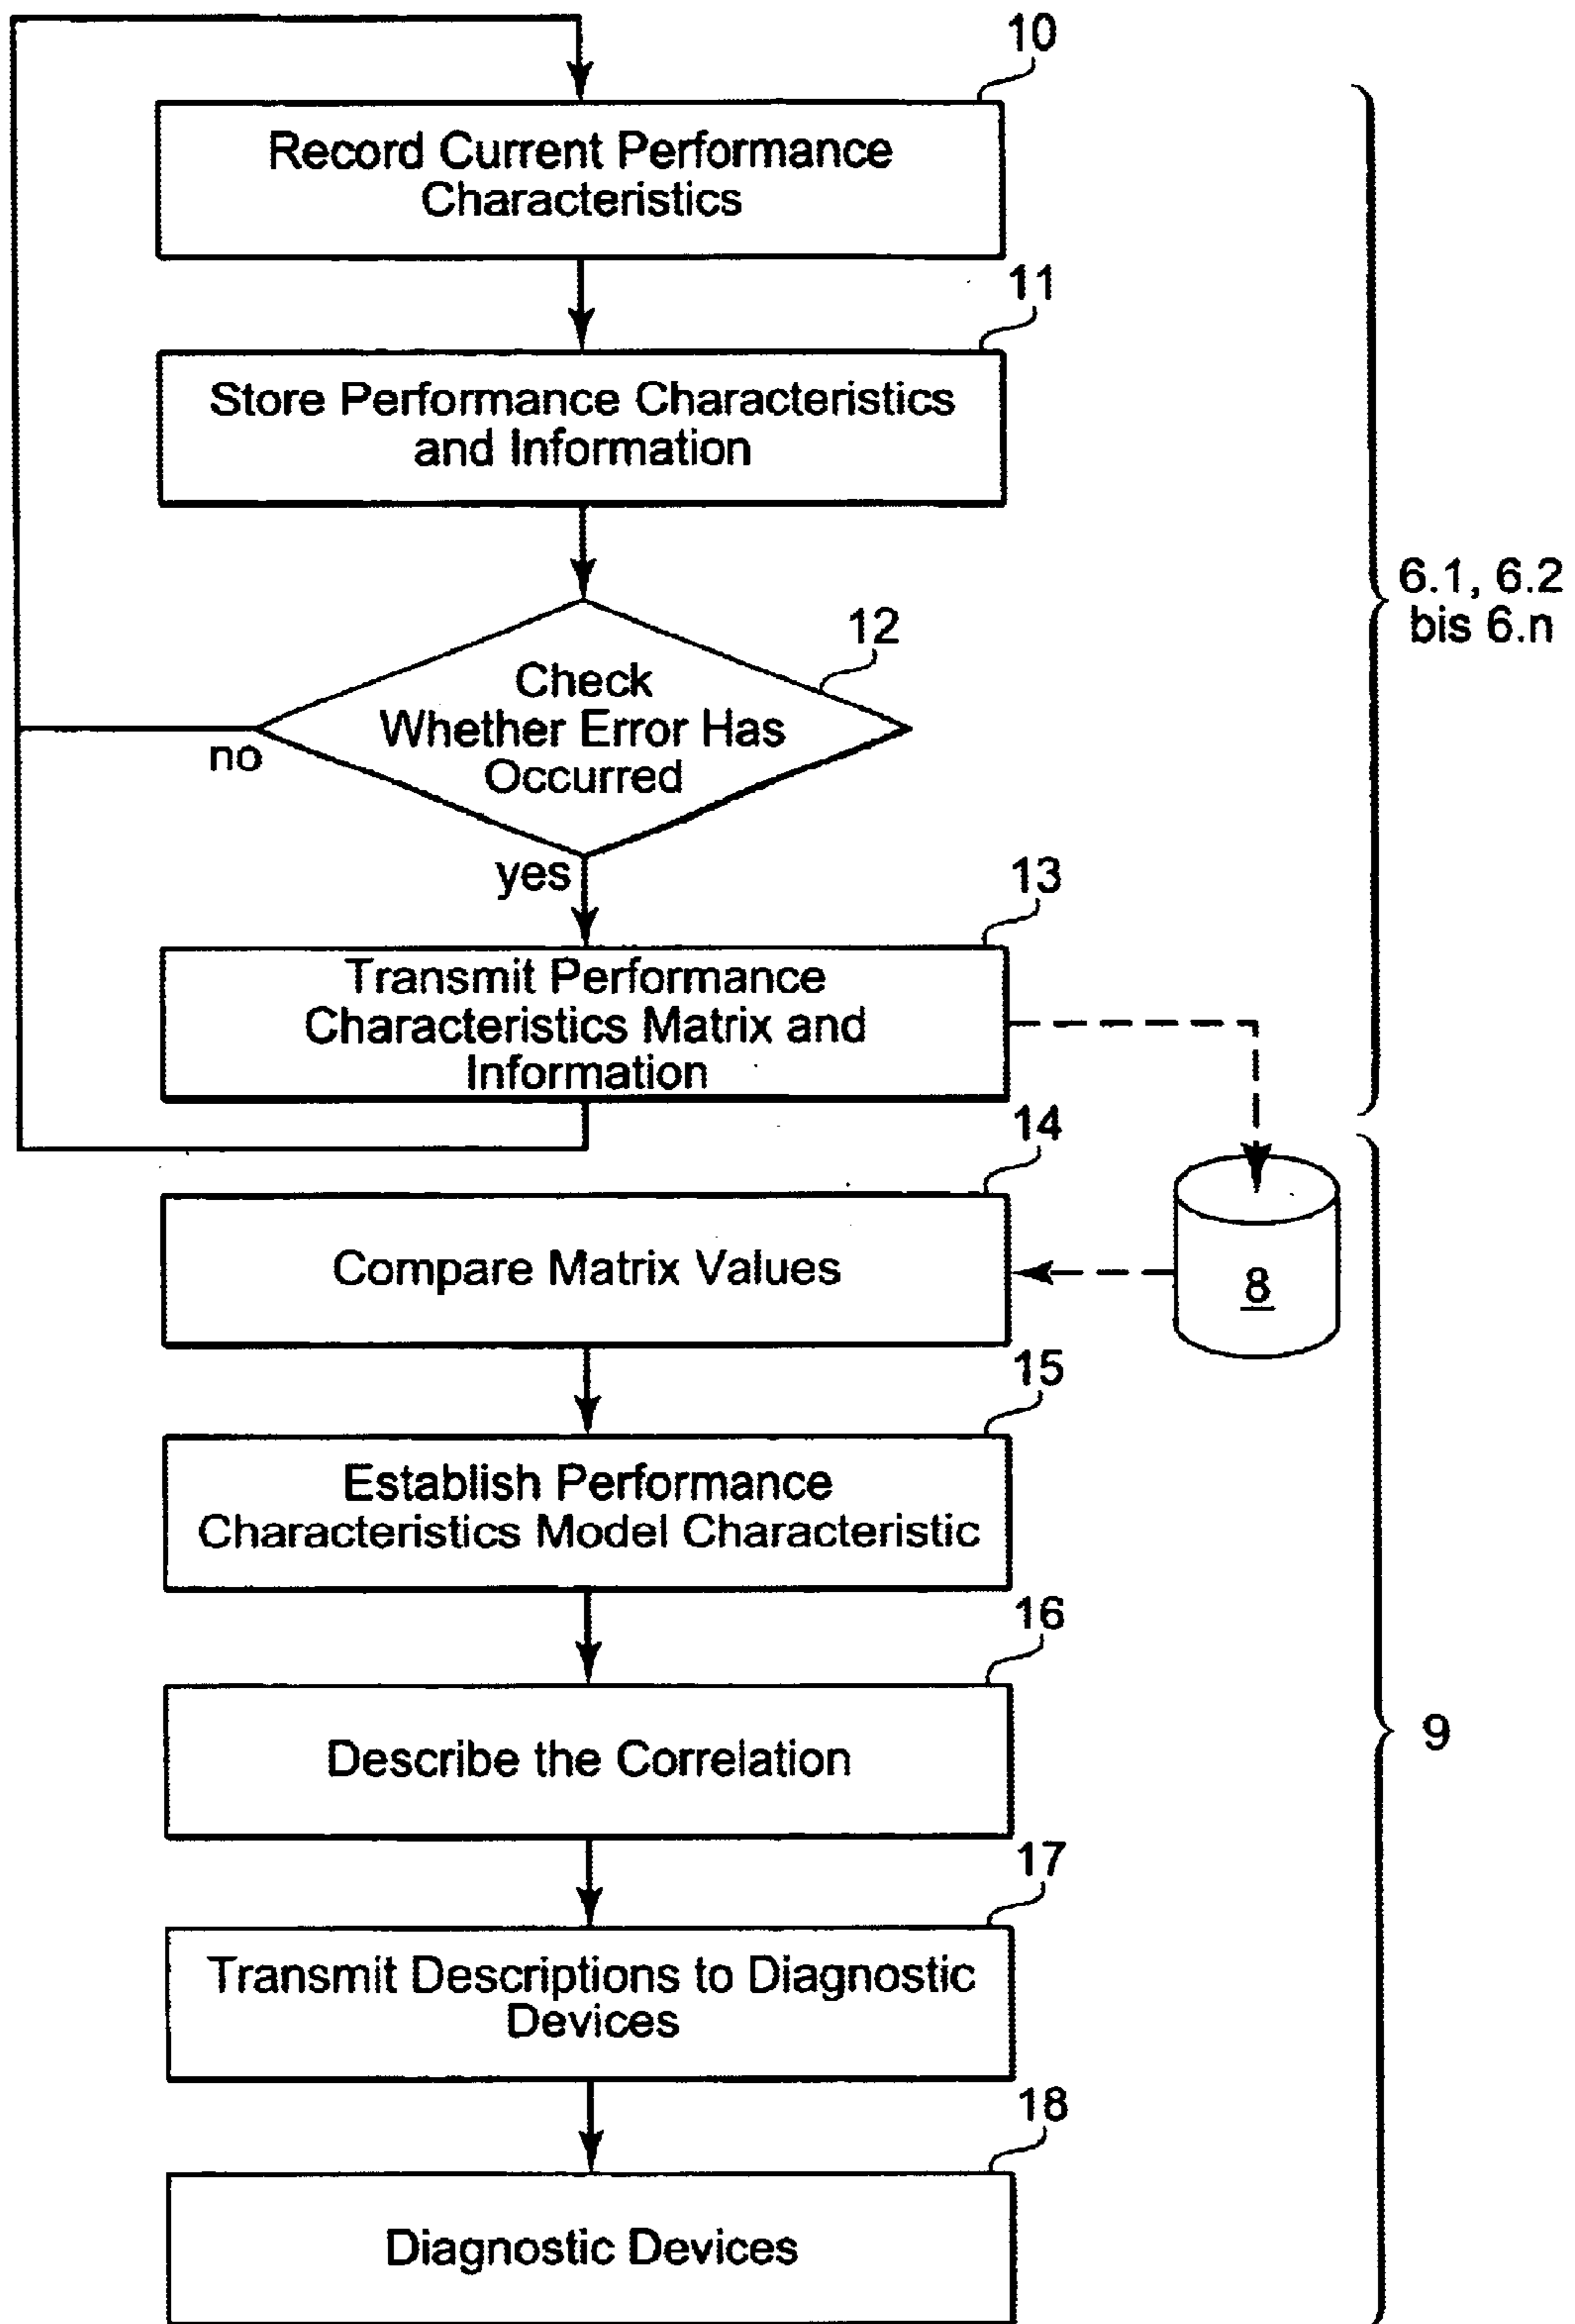 10
Record Current Performance
Characteristics
11
Store Performance Characteristics
and Information
12
Check
Whether Error Has
Occurred
no
yes
6.1, 6.2
bis 6.n
13
Transmit Performance
Characteristics Matrix and
Information
14
Compare Matrix Values
8
15
Establish Performance
Characteristics Model Characteristic
16
Describe the Correlation
9
17
Transmit Descriptions to Diagnostic
Devices
18
Diagnostic Devices